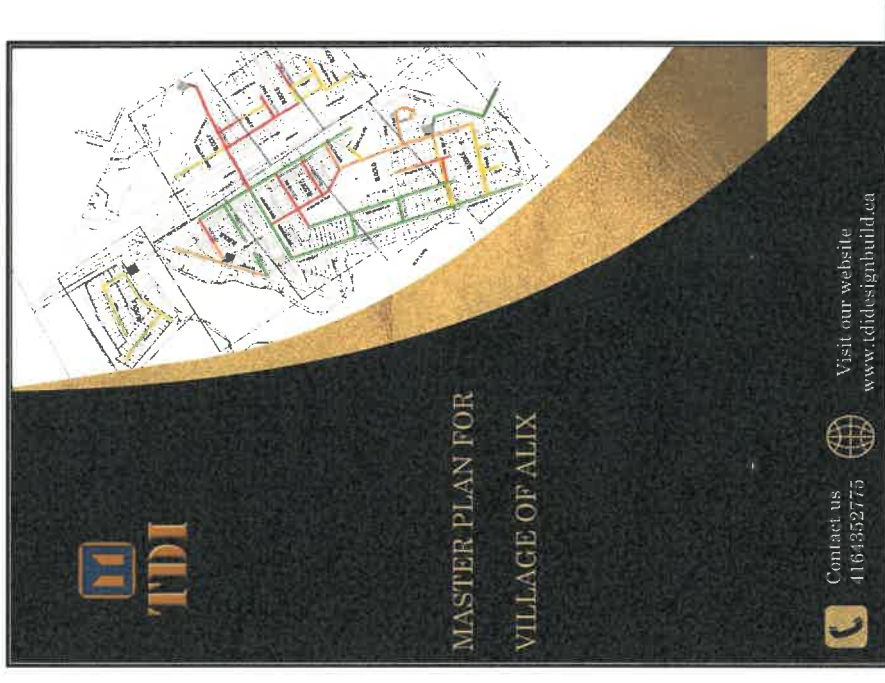 TDI
MASTER PLAN FOR
VILLAGE OF ALIX
Contact us
4164352775
Visit our website
www.tdidesignbuild.ca